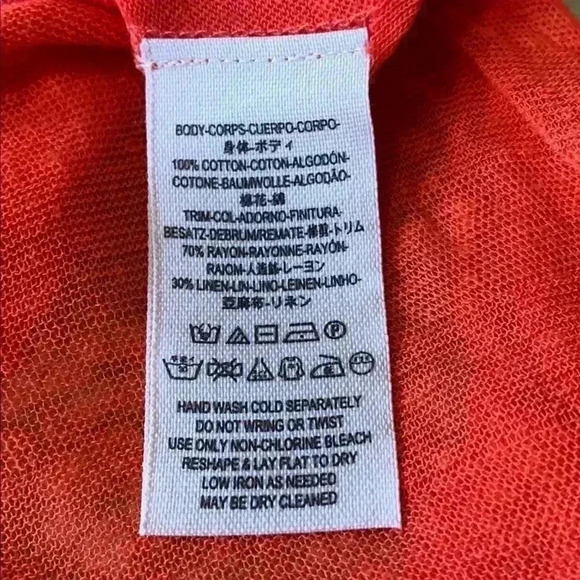 BODY-CORPS-CUERPO-CORPO-
身体-ボディ
100% COTTON-COTON-ALGODÓN-
COTONE-BAUMWOLLE-ALGODÃO-
棉花-綿
TRIM-COL-ADORNO-FINITURA-
BESATZ-DEBRUM/REMATE-修剪-トリム
70% RAYON-RAYONNE-RAYÓN-
RAION-人造絲-レーヨン
30% LINEN-LIN-LINO-LEINEN-LINHO-
亞麻布-リネン
HAND WASH COLD SEPARATELY
DO NOT WRING OR TWIST
USE ONLY NON-CHLORINE BLEACH
RESHAPE & LAY FLAT TO DRY
LOW IRON AS NEEDED
MAY BE DRY CLEANED